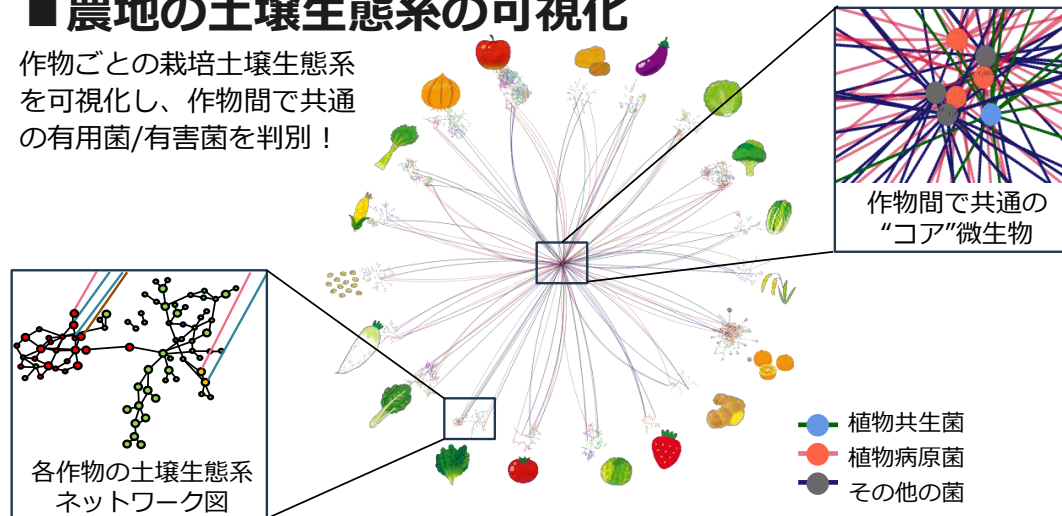 ■農地の土壌生態系の可視化
作物ごとの栽培土壌生態系
を可視化し、作物間で共通
の有用菌/有害菌を判別！
作物間で共通の
“コア”微生物
各作物の土壌生態系
ネットワーク図
植物共生菌
植物病原菌
その他の菌